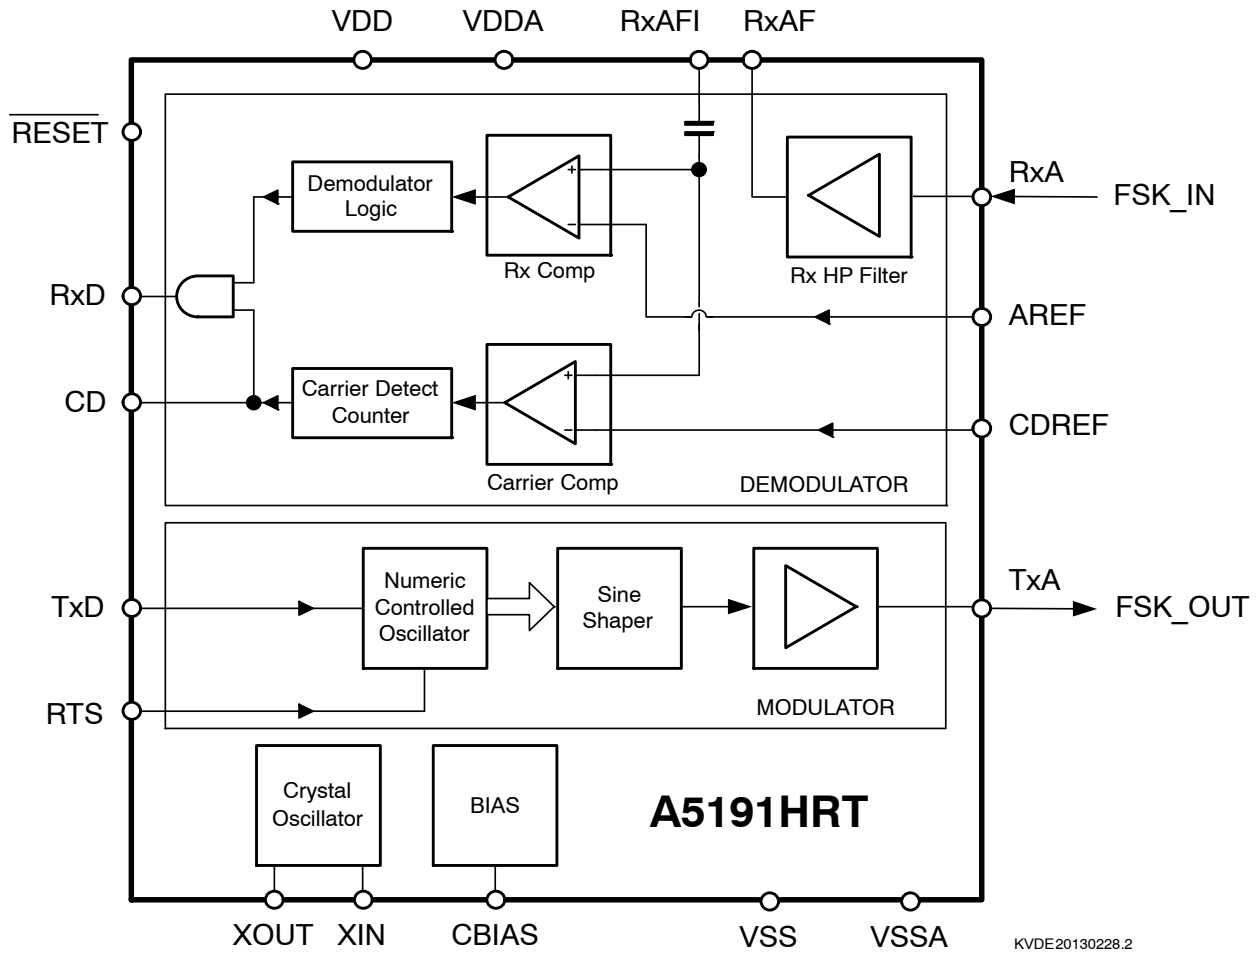 VDD VDDA RxAFI RxAF
RESET
Demodulator
Logic
Rx Comp
Rx HP Filter
RxA
FSK_IN
RxD
AREF
CD
Carrier Detect
Counter
Carrier Comp
CDREF
DEMODULATOR
TxD
Numeric
Controlled
Oscillator
Sine
Shaper
TxA
FSK_OUT
RTS
MODULATOR
Crystal
Oscillator
BIAS
A5191HRT
XOUT XIN CBIAS VSS VSSA
KVDE20130228.2